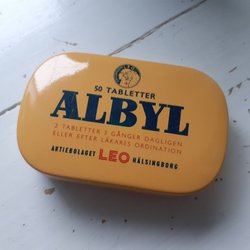 50 TABLETTER
ALBYL
2 TABLETTER 3 GÅNGER DAGLIGEN
ELLER EFTER LÄKARES ORDINATION
AKTIEBOLAGET LEO HÄLSINGBORG